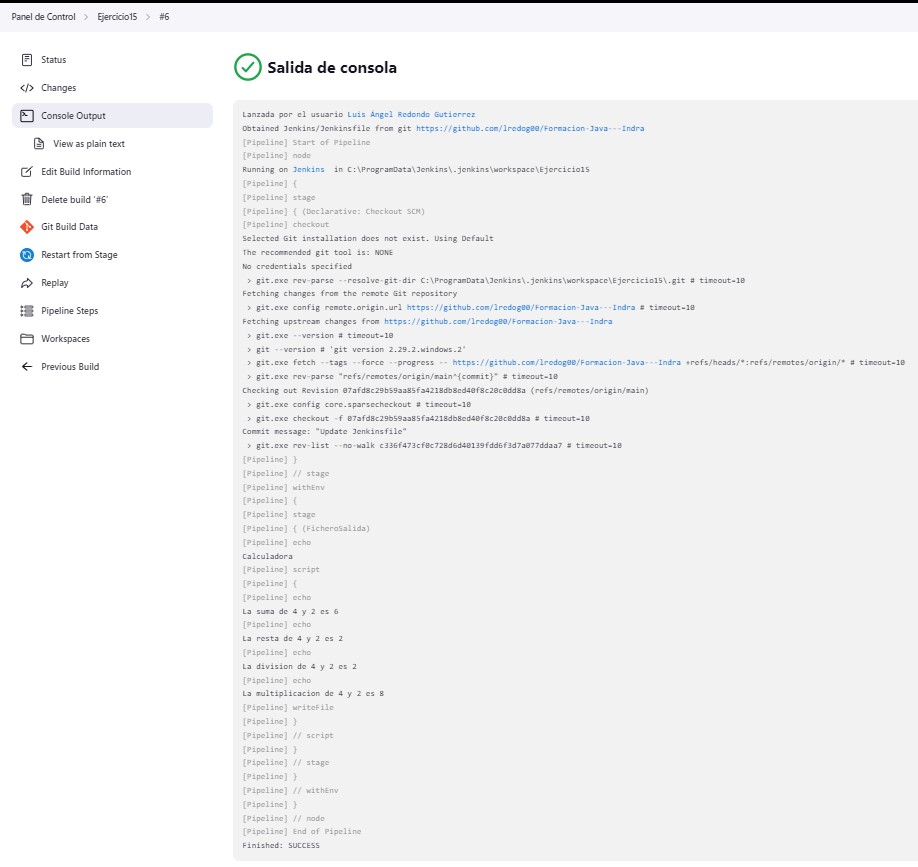 Panel de Control > Ejercicio15 > #6
Status
Changes
Console Output
View as plain text
Edit Build Information
Delete build '#6'
Git Build Data
Restart from Stage
Replay
Pipeline Steps
Workspaces
Previous Build
Salida de consola
Lanzada por el usuario Luis Ángel Redondo Gutierrez
Obtained Jenkins/Jenkinsfile from git https://github.com/lredog00/Formacion-Java---Indra
[Pipeline] Start of Pipeline
[Pipeline] node
Running on Jenkins in C:\ProgramData\Jenkins\.jenkins\workspace\Ejercicio15
[Pipeline] {
[Pipeline] stage
[Pipeline] { (Declarative: Checkout SCM)
[Pipeline] checkout
Selected Git installation does not exist. Using Default
The recommended git tool is: NONE
No credentials specified
> git.exe rev-parse --resolve-git-dir C:\ProgramData\Jenkins\.jenkins\workspace\Ejercicio15\.git # timeout=10
Fetching changes from the remote Git repository
> git.exe config remote.origin.url https://github.com/lredog00/Formacion-Java---Indra # timeout=10
Fetching upstream changes from https://github.com/lredog00/Formacion-Java---Indra
> git.exe --version # timeout=10
> git --version # 'git version 2.29.2.windows.2'
> git.exe fetch --tags --force --progress -- https://github.com/lredog00/Formacion-Java---Indra +refs/heads/*:refs/remotes/origin/* # timeout=10
> git.exe rev-parse "refs/remotes/origin/main^{commit}" # timeout=10
Checking out Revision 07afd8c29b59aa85fa4218db8ed40f8c20c0dd8a (refs/remotes/origin/main)
> git.exe config core.sparsecheckout # timeout=10
> git.exe checkout -f 07afd8c29b59aa85fa4218db8ed40f8c20c0dd8a # timeout=10
Commit message: "Update Jenkinsfile"
> git.exe rev-list --no-walk c336f473cf0c728d6d40139fdd6f3d7a077ddaa7 # timeout=10
[Pipeline] }
[Pipeline] // stage
[Pipeline] withEnv
[Pipeline] {
[Pipeline] stage
[Pipeline] { (FicheroSalida)
[Pipeline] echo
Calculadora
[Pipeline] script
[Pipeline] {
[Pipeline] echo
La suma de 4 y 2 es 6
[Pipeline] echo
La resta de 4 y 2 es 2
[Pipeline] echo
La division de 4 y 2 es 2
[Pipeline] echo
La multiplicacion de 4 y 2 es 8
[Pipeline] writeFile
[Pipeline] }
[Pipeline] // script
[Pipeline] }
[Pipeline] // stage
[Pipeline] }
[Pipeline] // withEnv
[Pipeline] }
[Pipeline] // node
[Pipeline] End of Pipeline
Finished: SUCCESS